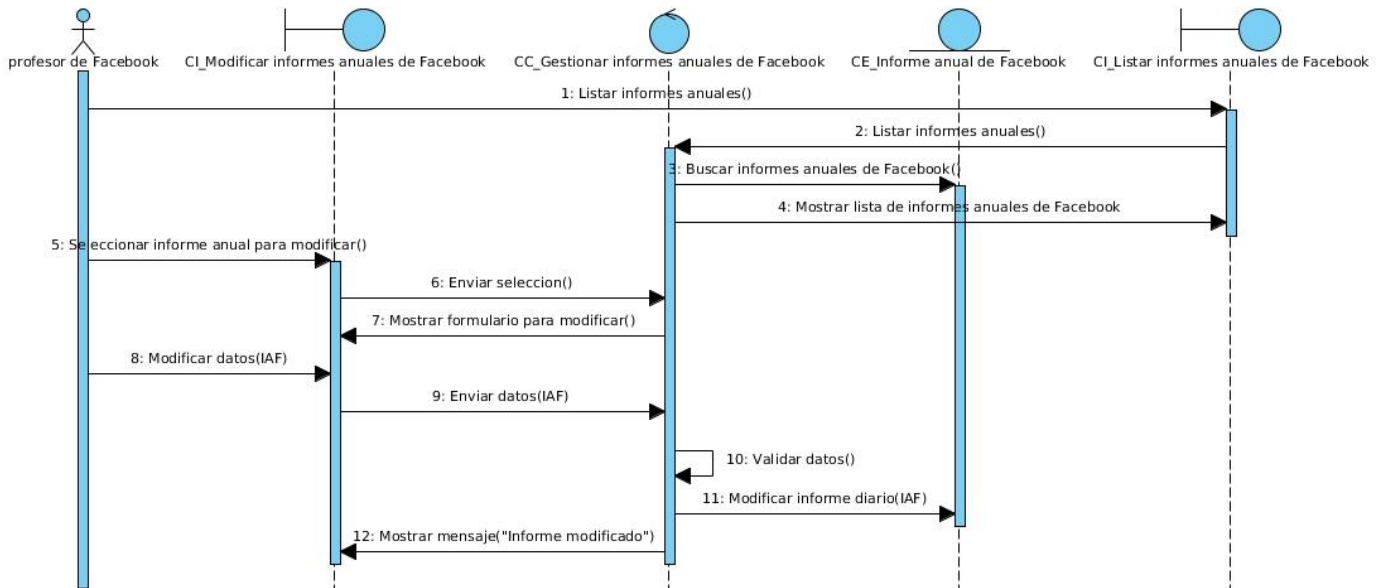 profesor de Facebook
CI_Modificar informes anuales de Facebook
CC_Gestionar informes anuales de Facebook
CE_Informe anual de Facebook
CI_Listar informes anuales de Facebook
1: Listar informes anuales()
2: Listar informes anuales()
3: Buscar informes anuales de Facebook()
4: Mostrar lista de informes anuales de Facebook
5: Seleccionar informe anual para modificar()
6: Enviar seleccion()
7: Mostrar formulario para modificar()
8: Modificar datos(IAF)
9: Enviar datos(IAF)
10: Validar datos()
11: Modificar informe diario(IAF)
12: Mostrar mensaje("Informe modificado")